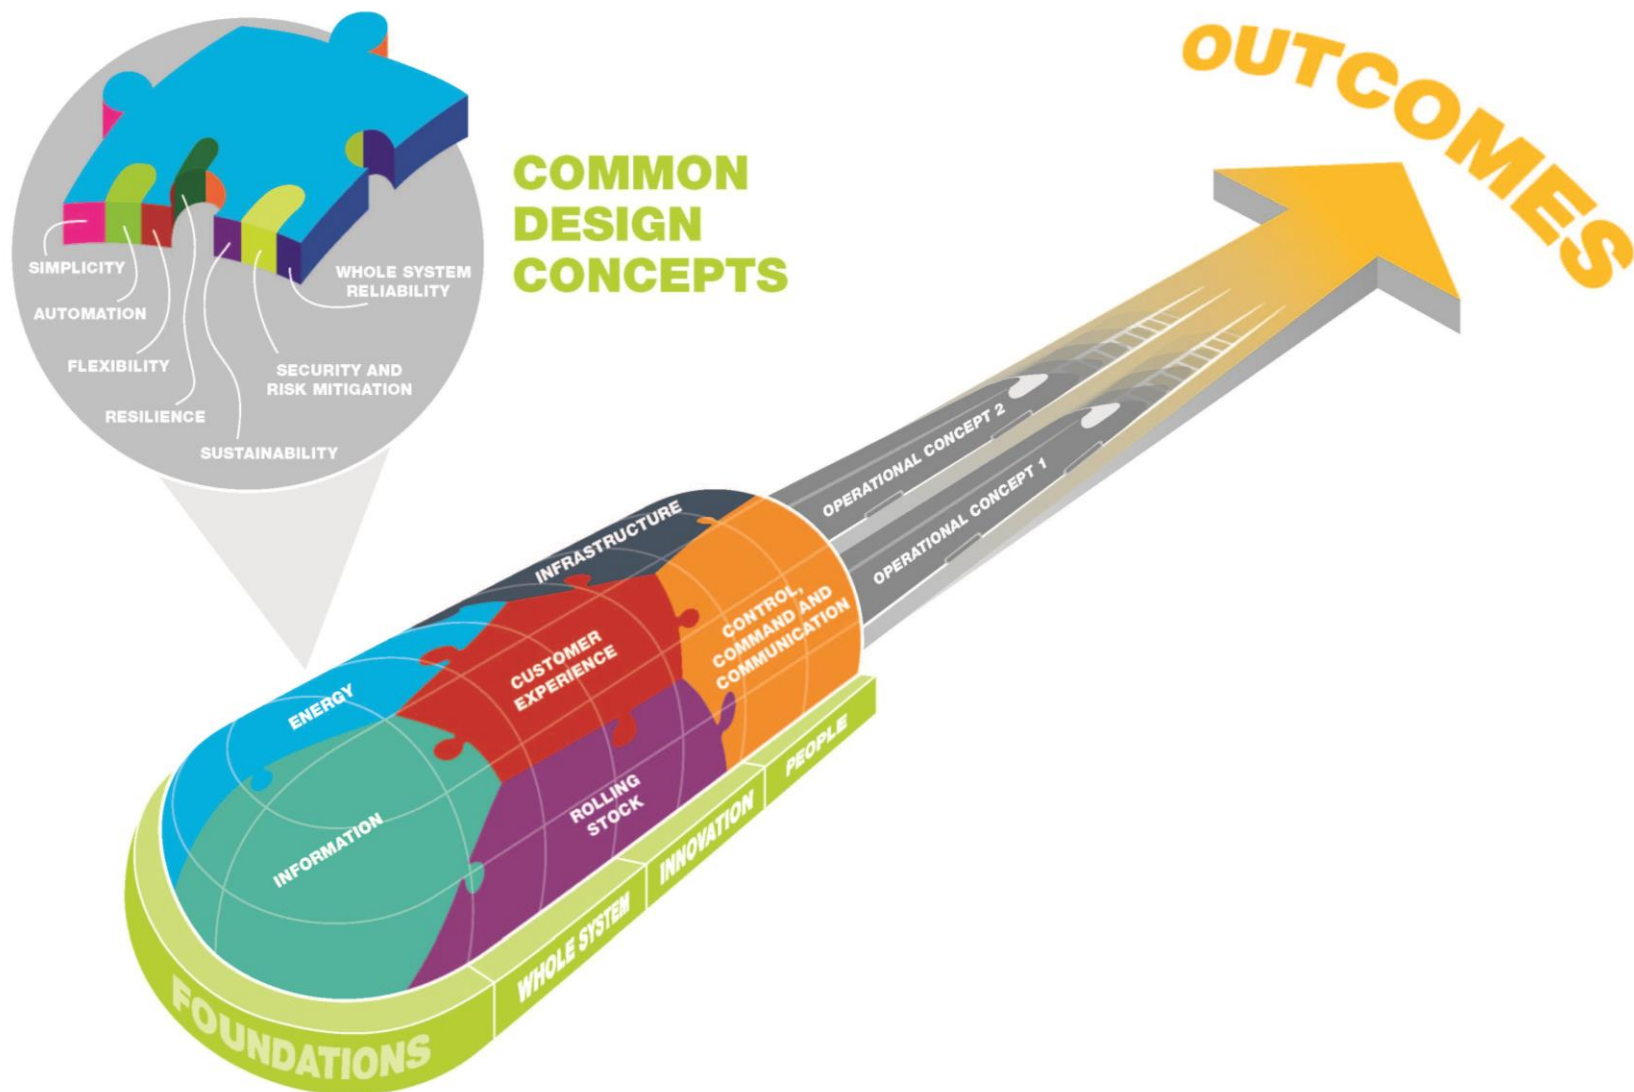 OUTCOMES
COMMON
DESIGN
CONCEPTS
SIMPLICITY
AUTOMATION
FLEXIBILITY
RESILIENCE
SUSTAINABILITY
SECURITY AND
RISK MITIGATION
WHOLE SYSTEM
RELIABILITY
OPERATIONAL CONCEPT 2
OPERATIONAL CONCEPT 1
INFRASTRUCTURE
CONTROL,
COMMAND AND
COMMUNICATION
CUSTOMER
EXPERIENCE
ENERGY
ROLLING
STOCK
INFORMATION
FOUNDATIONS
WHOLE SYSTEM
INNOVATION
PEOPLE